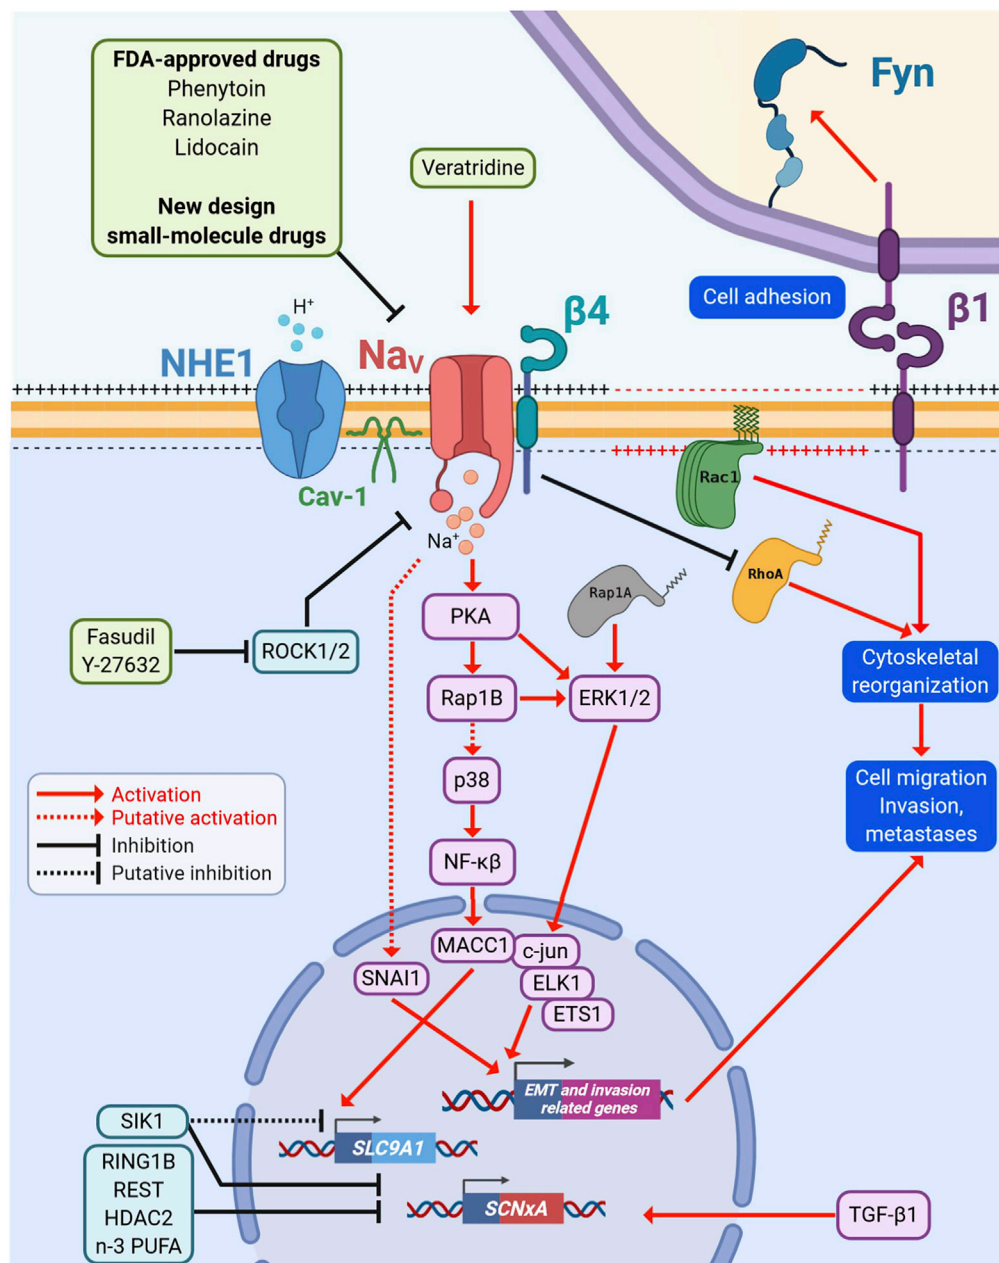 FDA-approved drugs
Phenytoin
Ranolazine
Lidocain
New design
small-molecule drugs
Veratridine
Fyn
Cell adhesion
β1
β4
H+
NHE1
NaV
Cav-1
Na+
Rac1
RhoA
Rap1A
PKA
Fasudil
Y-27632
ROCK1/2
Rap1B
ERK1/2
Cytoskeletal
reorganization
p38
Cell migration
Invasion,
metastases
Activation
Putative activation
Inhibition
Putative inhibition
NF-κβ
MACC1
c-jun
SNAI1
ELK1
ETS1
EMT and invasion
related genes
SIK1
SLC9A1
RING1B
REST
HDAC2
n-3 PUFA
SCNxA
TGF-β1